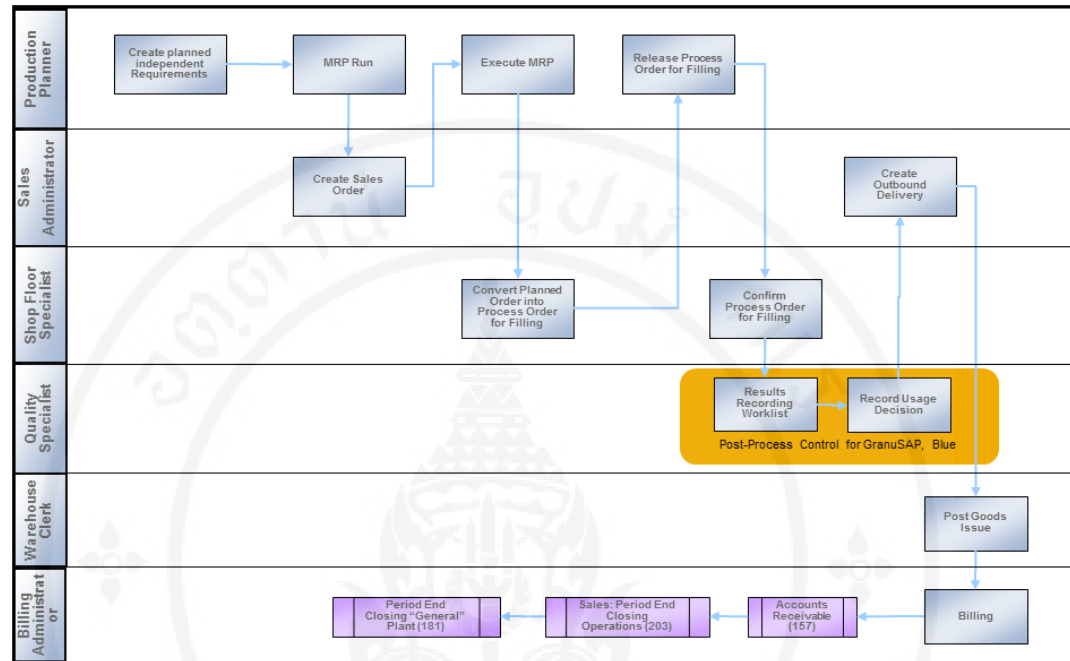 Production
Planner
Create planned
independent
Requirements
MRP Run
Execute MRP
Release Process
Order for Filling
Sales
Administrator
Create Sales
Order
Create
Outbound
Delivery
Shop Floor
Specialist
Convert Planned
Order into
Process Order
for Filling
Confirm
Process Order
for Filling
Quality
Specialist
Results
Recording
Worklist
Record Usage
Decision
Post-Process Control for GranuSAP, Blue
Warehouse
Clerk
Post Goods
Issue
Billing
Administrat
or
Period End
Closing “General”
Plant (181)
Sales: Period End
Closing
Operations (203)
Accounts
Receivable
(157)
Billing